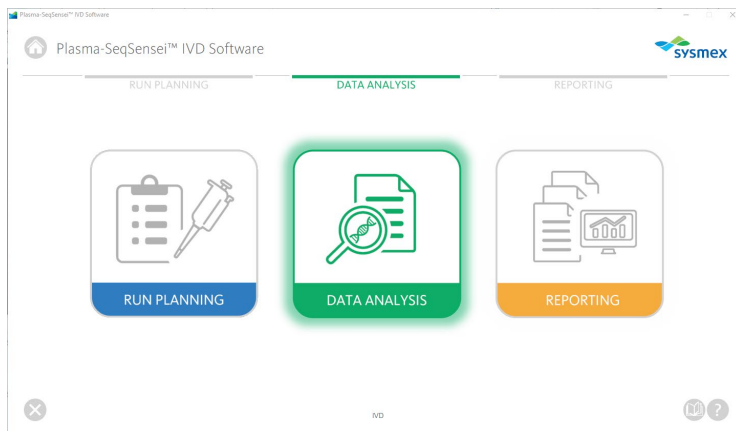 Plasma-SeqSensei™ IVD Software
Plasma-SeqSensei™ IVD Software
sysmex
RUN PLANNING
DATA ANALYSIS
REPORTING
RUN PLANNING
DATA ANALYSIS
REPORTING
IVD
?